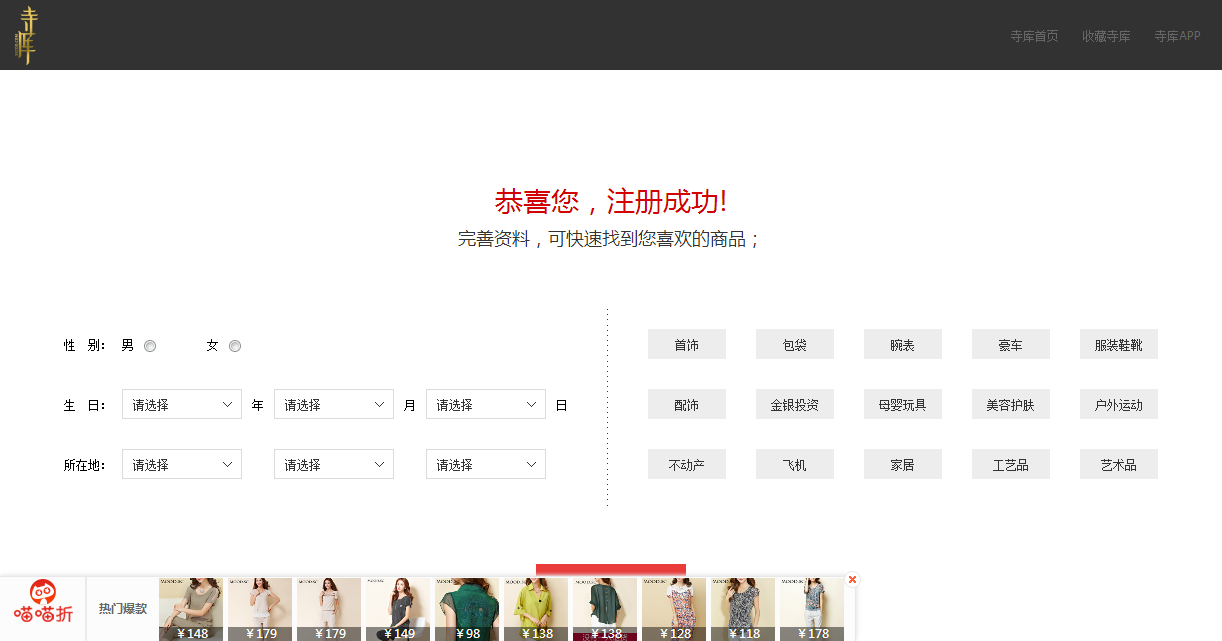 寺库
寺库首页 收藏寺库 寺库APP
恭喜您，注册成功!
完善资料，可快速找到您喜欢的商品；
性 别： 男 女
生 日： 请选择 年 请选择 月 请选择 日
所在地： 请选择 请选择 请选择
首饰 包袋 腕表 豪车 服装鞋靴
配饰 金银投资 母婴玩具 美容护肤 户外运动
不动产 飞机 家居 工艺品 艺术品
喵喵折
热门爆款
￥148 ￥179 ￥179 ￥149 ￥98 ￥138 ￥138 ￥128 ￥118 ￥178